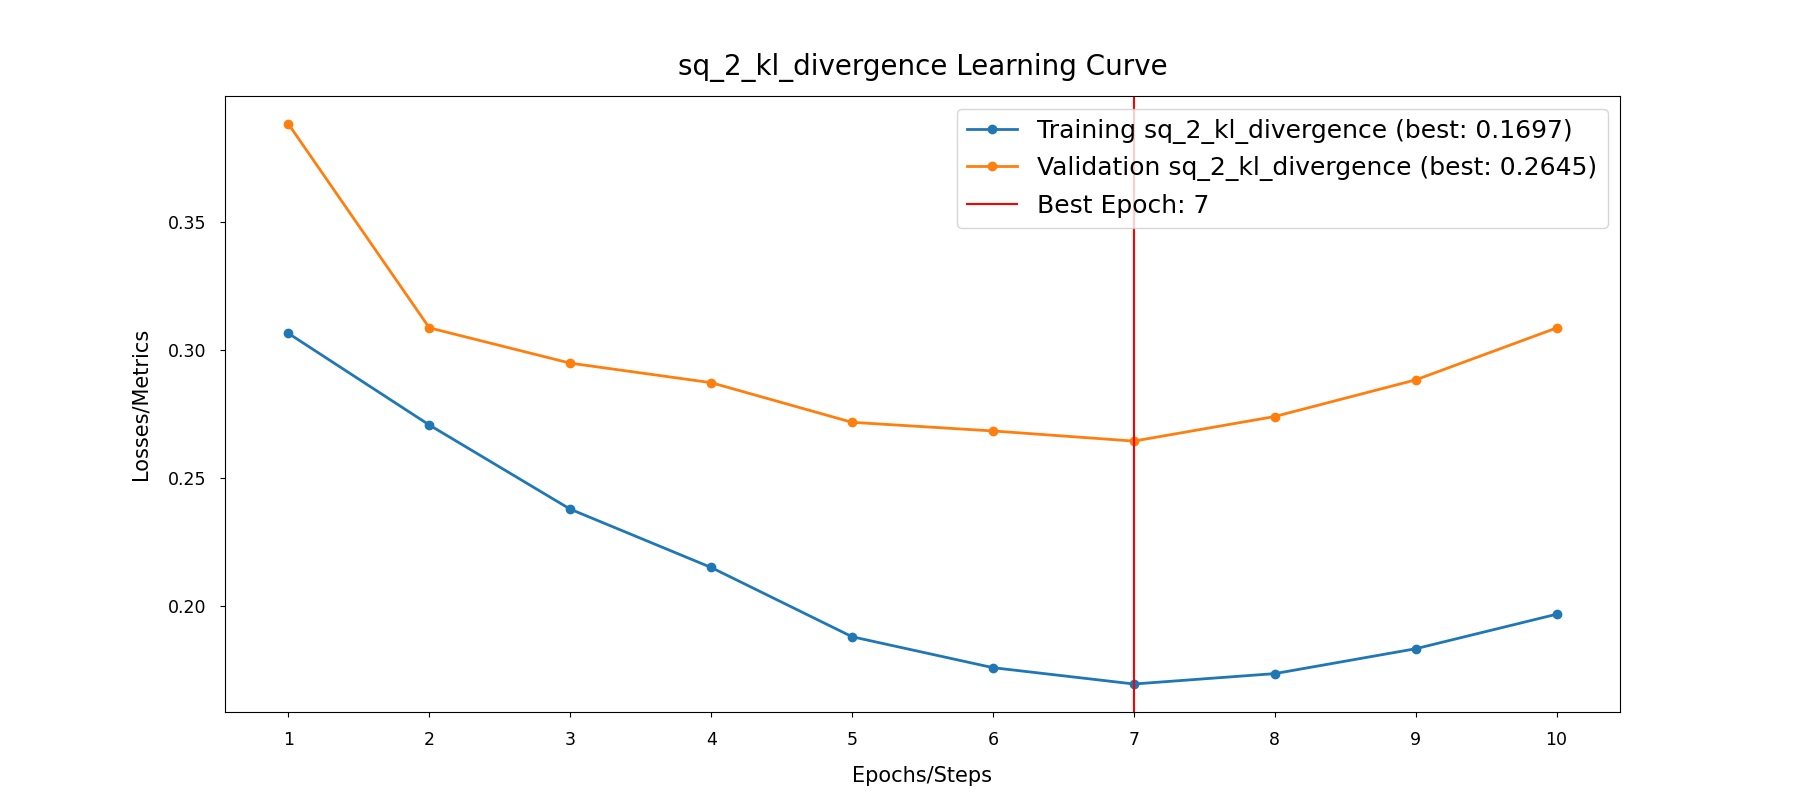 sq_2_kl_divergence Learning Curve
Training sq_2_kl_divergence (best: 0.1697)
Validation sq_2_kl_divergence (best: 0.2645)
Best Epoch: 7
Losses/Metrics
0.35
0.30
0.25
0.20
1 2 3 4 5 6 7 8 9 10
Epochs/Steps